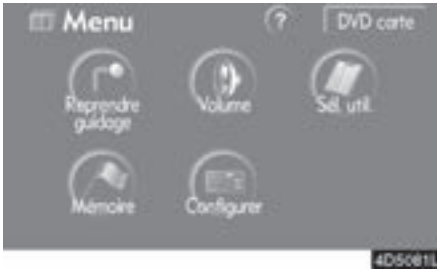 Menu
?
DVD carte
Reprendre
guidage
Volume
Sél. util.
Mémoire
Configurer
4D5081L